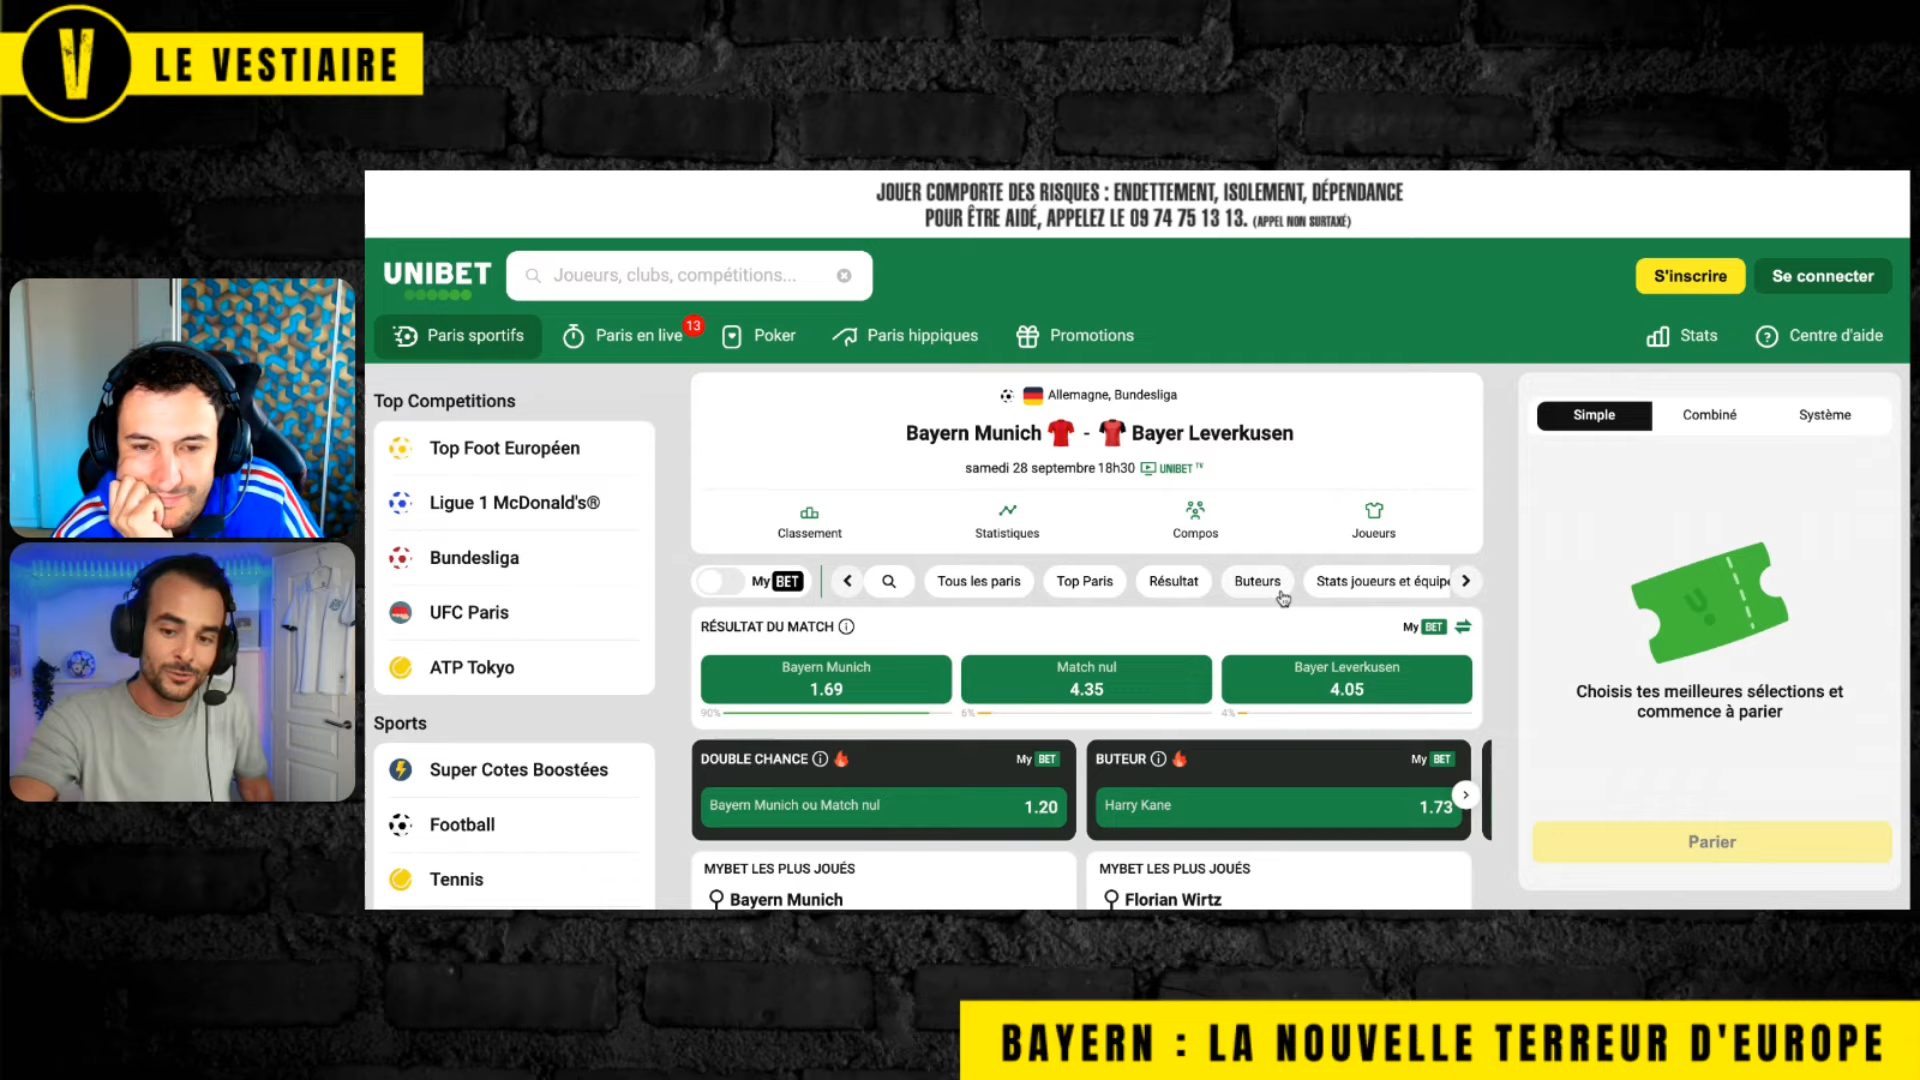 V LE VESTIAIRE
JOUER COMPORTE DES RISQUES : ENDETTEMENT, ISOLEMENT, DÉPENDANCE
POUR ÊTRE AIDÉ, APPELEZ LE 09 74 75 13 13. (APPEL NON SURTAXÉ)
UNIBET
Joueurs, clubs, compétitions...
S'inscrire
Se connecter
Paris sportifs
Paris en live
13
Poker
Paris hippiques
Promotions
Stats
Centre d'aide
Top Competitions
Top Foot Européen
Ligue 1 McDonald's®
Bundesliga
UFC Paris
ATP Tokyo
Sports
Super Cotes Boostées
Football
Tennis
Allemagne, Bundesliga
Bayern Munich - Bayer Leverkusen
samedi 28 septembre 18h30 UNIBET TV
Classement
Statistiques
Compos
Joueurs
My BET
Tous les paris
Top Paris
Résultat
Buteurs
Stats joueurs et équipe
RÉSULTAT DU MATCH
My BET
Bayern Munich
1.69
90%
Match nul
4.35
6%
Bayer Leverkusen
4.05
4%
DOUBLE CHANCE
My BET
Bayern Munich ou Match nul
1.20
BUTEUR
My BET
Harry Kane
1.73
MYBET LES PLUS JOUÉS
Bayern Munich
MYBET LES PLUS JOUÉS
Florian Wirtz
Simple
Combiné
Système
Choisis tes meilleures sélections et
commence à parier
Parier
BAYERN : LA NOUVELLE TERREUR D'EUROPE